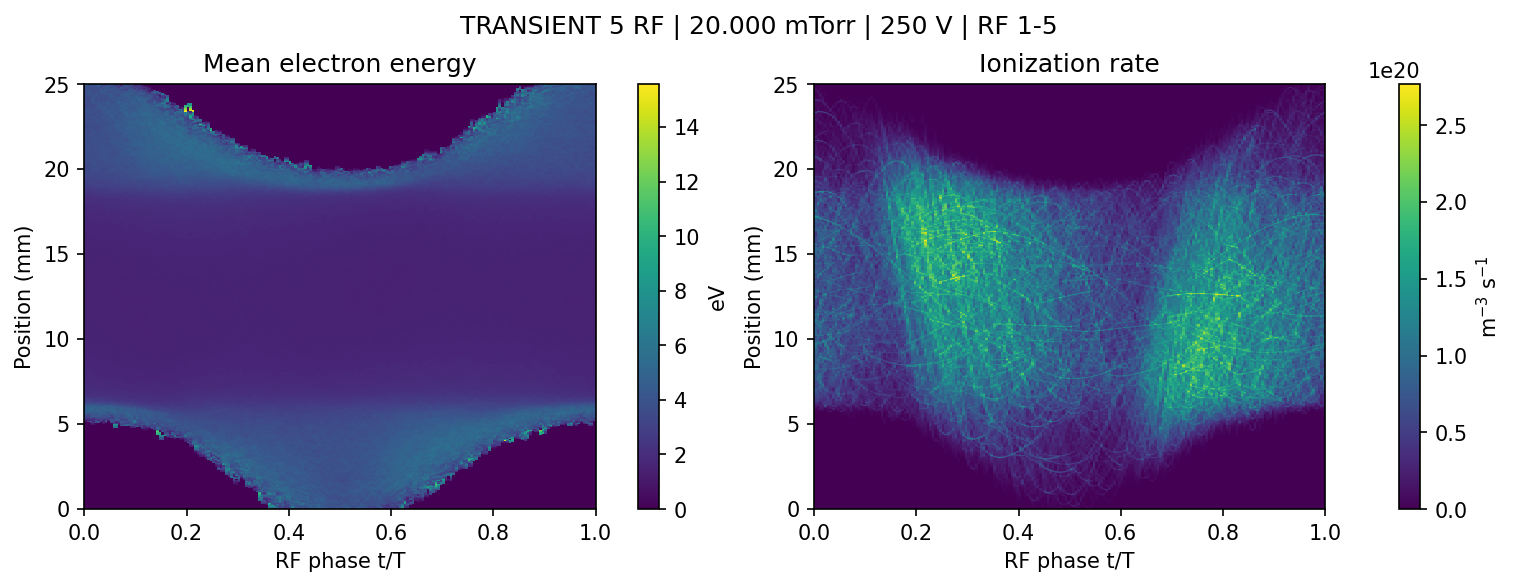 TRANSIENT 5 RF | 20.000 mTorr | 250 V | RF 1-5
Mean electron energy
Position (mm)
25
20
15
10
5
0
0.0 0.2 0.4 0.6 0.8 1.0
RF phase t/T
14
12
10
8
6
4
2
0
eV
Ionization rate
Position (mm)
25
20
15
10
5
0
0.0 0.2 0.4 0.6 0.8 1.0
RF phase t/T
1e20
2.5
2.0
1.5
1.0
0.5
0.0
m⁻³ s⁻¹